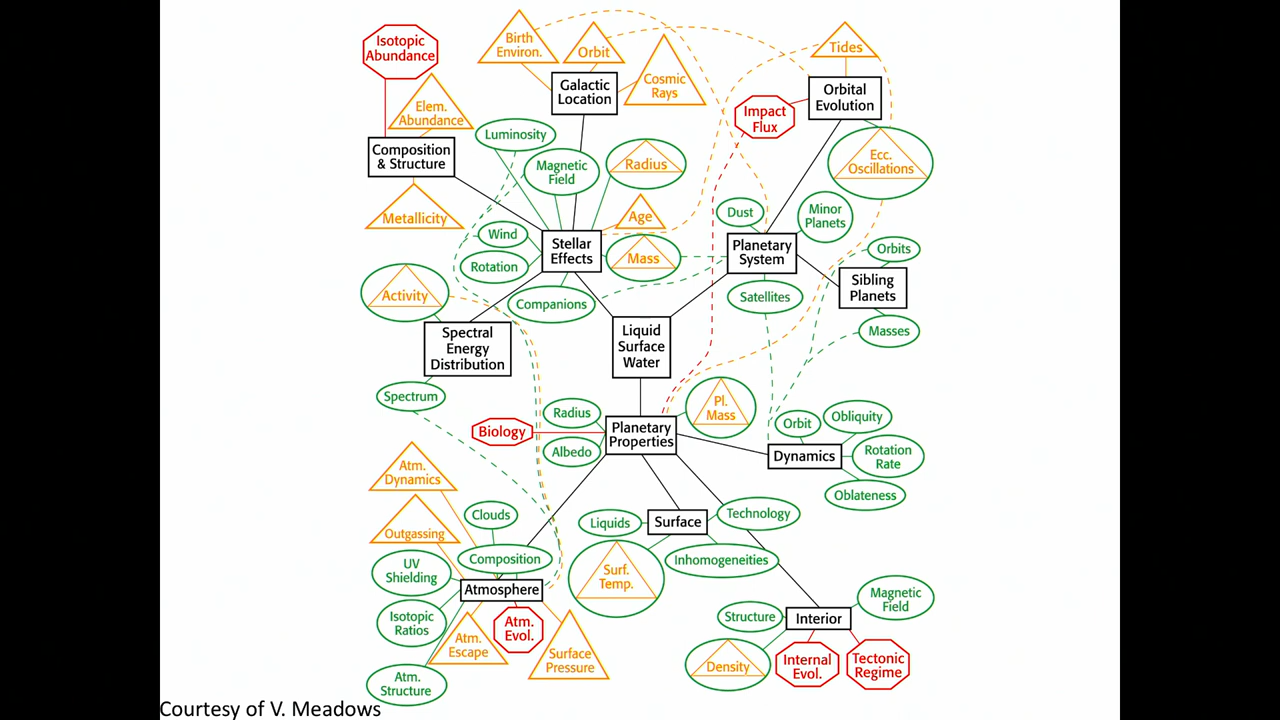 Isotopic
Abundance
Birth
Environ.
Orbit
Tides
Galactic
Location
Cosmic
Rays
Orbital
Evolution
Impact
Flux
Elem.
Abundance
Luminosity
Composition
& Structure
Magnetic
Field
Radius
Ecc.
Oscillations
Metallicity
Age
Dust
Minor
Planets
Wind
Stellar
Effects
Mass
Planetary
System
Orbits
Rotation
Activity
Companions
Satellites
Sibling
Planets
Spectral
Energy
Distribution
Liquid
Surface
Water
Masses
Spectrum
Radius
Pl.
Mass
Biology
Planetary
Properties
Albedo
Orbit
Obliquity
Dynamics
Rotation
Rate
Oblateness
Atm.
Dynamics
Clouds
Liquids
Surface
Technology
Outgassing
Composition
Inhomogeneities
UV
Shielding
Surf.
Temp.
Atmosphere
Isotopic
Ratios
Atm.
Evol.
Atm.
Escape
Surface
Pressure
Atm.
Structure
Structure
Interior
Magnetic
Field
Density
Internal
Evol.
Tectonic
Regime
Courtesy of V. Meadows